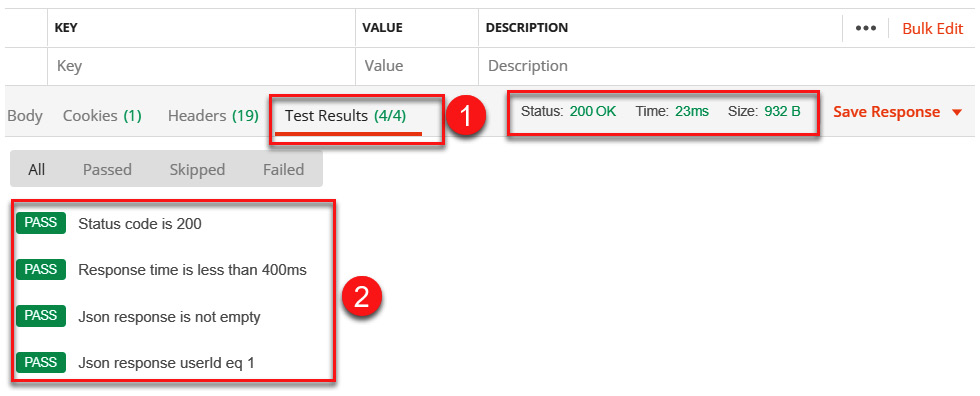 KEY VALUE DESCRIPTION ••• Bulk Edit
Key Value Description
Body Cookies (1) Headers (19) Test Results (4/4) 1 Status: 200 OK Time: 23ms Size: 932 B Save Response
All Passed Skipped Failed
PASS Status code is 200
PASS Response time is less than 400ms
2
PASS Json response is not empty
PASS Json response userId eq 1